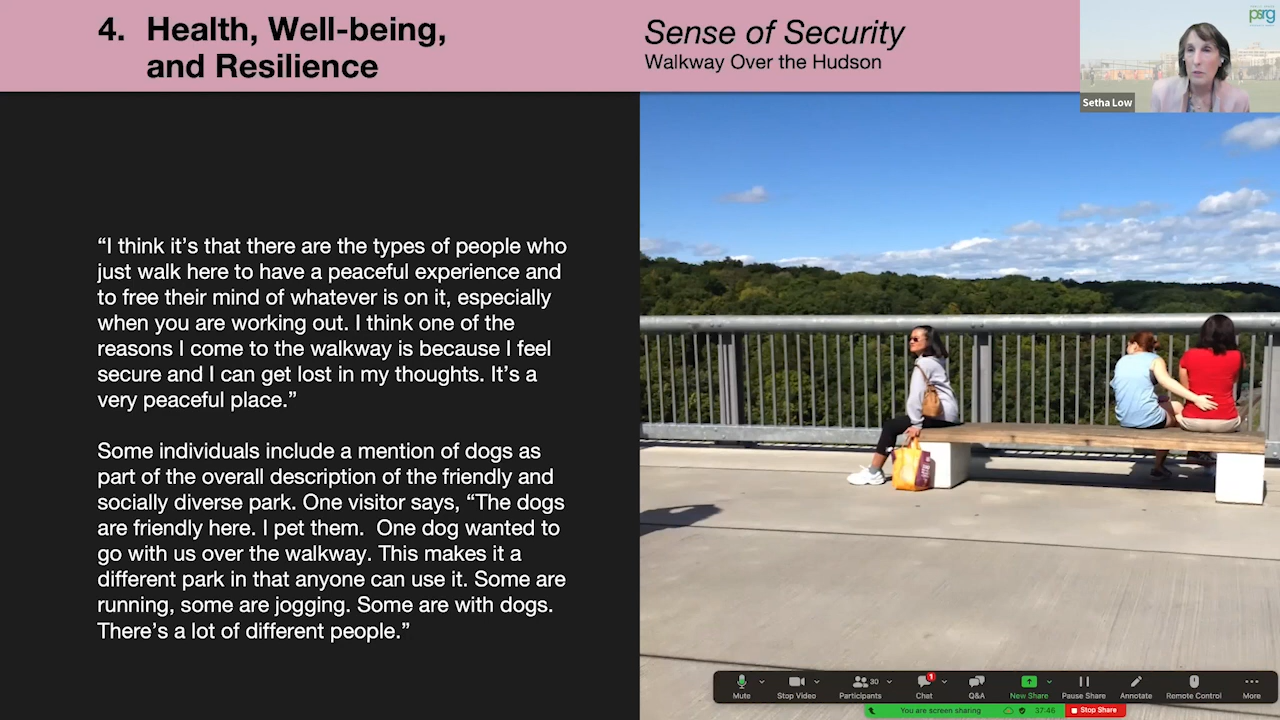 4. Health, Well-being,
and Resilience
Sense of Security
Walkway Over the Hudson
psrg
Setha Low
“I think it’s that there are the types of people who
just walk here to have a peaceful experience and
to free their mind of whatever is on it, especially
when you are working out. I think one of the
reasons I come to the walkway is because I feel
secure and I can get lost in my thoughts. It’s a
very peaceful place.”
Some individuals include a mention of dogs as
part of the overall description of the friendly and
socially diverse park. One visitor says, “The dogs
are friendly here. I pet them.  One dog wanted to
go with us over the walkway. This makes it a
different park in that anyone can use it. Some are
running, some are jogging. Some are with dogs.
There’s a lot of different people.”
30
1
Mute Stop Video Participants Chat Q&A New Share Pause Share Annotate Remote Control More
You are screen sharing 37:46 Stop Share